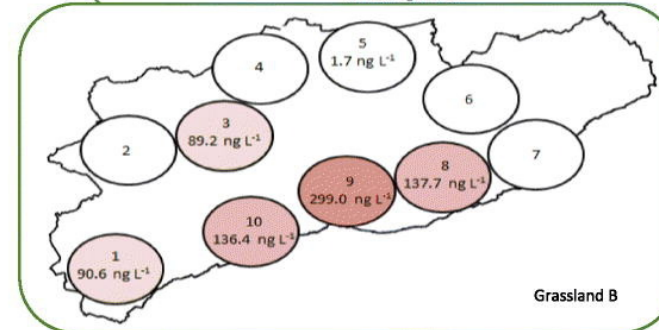 5
1.7 ng L⁻¹
4
6
3
89.2 ng L⁻¹
2
7
8
137.7 ng L⁻¹
9
299.0 ng L⁻¹
10
136.4 ng L⁻¹
1
90.6 ng L⁻¹
Grassland B